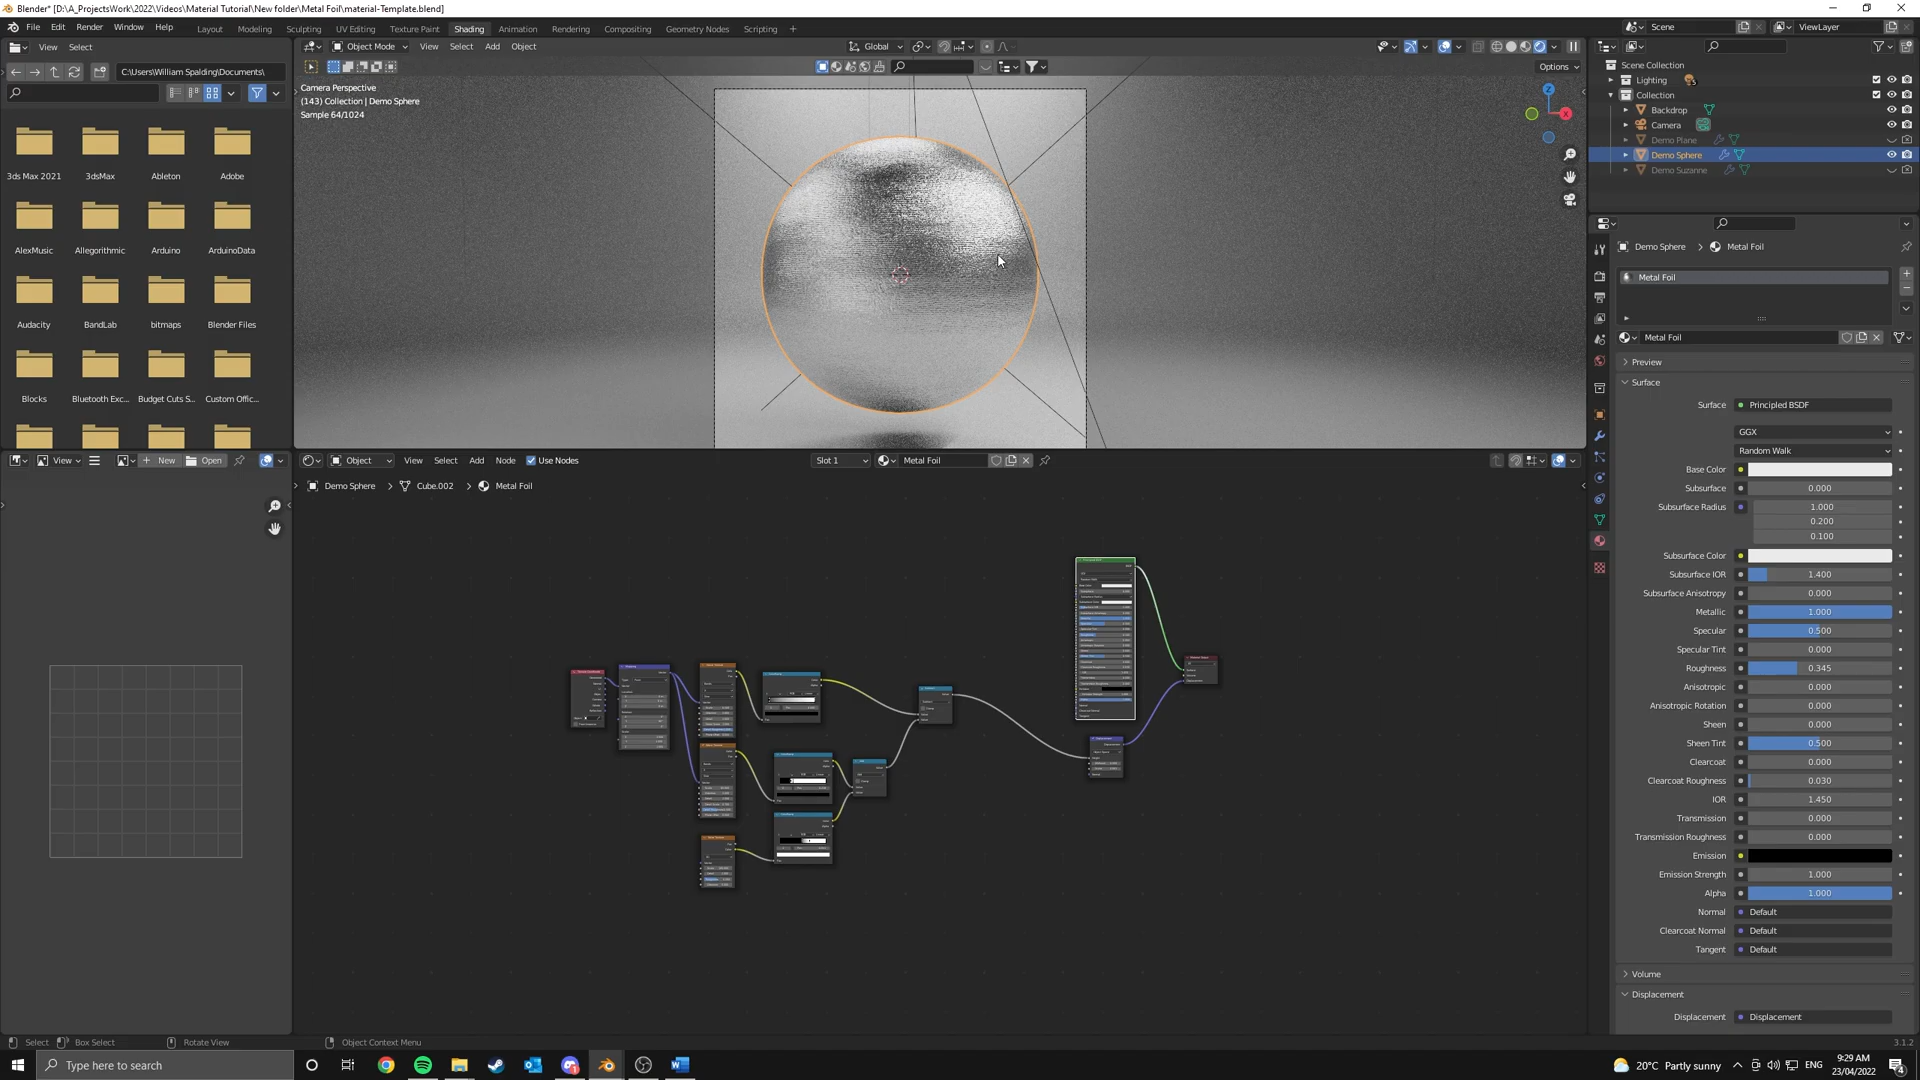 Blender* [D:\A_ProjectsWork\2022\Videos\Material Tutorial\New folder\Metal Foil\material-Template.blend]
File Edit Render Window Help Layout Modeling Sculpting UV Editing Texture Paint Shading Animation Rendering Compositing Geometry Nodes Scripting + Scene ViewLayer
View Select
C:\Users\William Spalding\Documents\
3ds Max 2021 3dsMax Ableton Adobe
AlexMusic Allegorithmic Arduino ArduinoData
Audacity BandLab bitmaps Blender Files
Blocks Bluetooth Exc... Budget Cuts S... Custom Offic...
Object Mode View Select Add Object Global
Options
Camera Perspective
(143) Collection | Demo Sphere
Sample 64/1024
Z
X
Scene Collection
Lighting
Collection
Backdrop
Camera
Demo Plane
Demo Sphere
Demo Suzanne
View + New Open
Object View Select Add Node Use Nodes Slot 1 Metal Foil
Demo Sphere > Cube.002 > Metal Foil
Demo Sphere > Metal Foil
Metal Foil
Metal Foil
Preview
Surface
Surface Principled BSDF
GGX
Random Walk
Base Color
Subsurface 0.000
Subsurface Radius 1.000
0.200
0.100
Subsurface Color
Subsurface IOR 1.400
Subsurface Anisotropy 0.000
Metallic 1.000
Specular 0.500
Specular Tint 0.000
Roughness 0.345
Anisotropic 0.000
Anisotropic Rotation 0.000
Sheen 0.000
Sheen Tint 0.500
Clearcoat 0.000
Clearcoat Roughness 0.030
IOR 1.450
Transmission 0.000
Transmission Roughness 0.000
Emission
Emission Strength 1.000
Alpha 1.000
Normal Default
Clearcoat Normal Default
Tangent Default
Volume
Displacement
Displacement Displacement
Select Box Select Rotate View Object Context Menu 3.1.2
Type here to search
20°C Partly sunny ENG 9:29 AM
23/04/2022